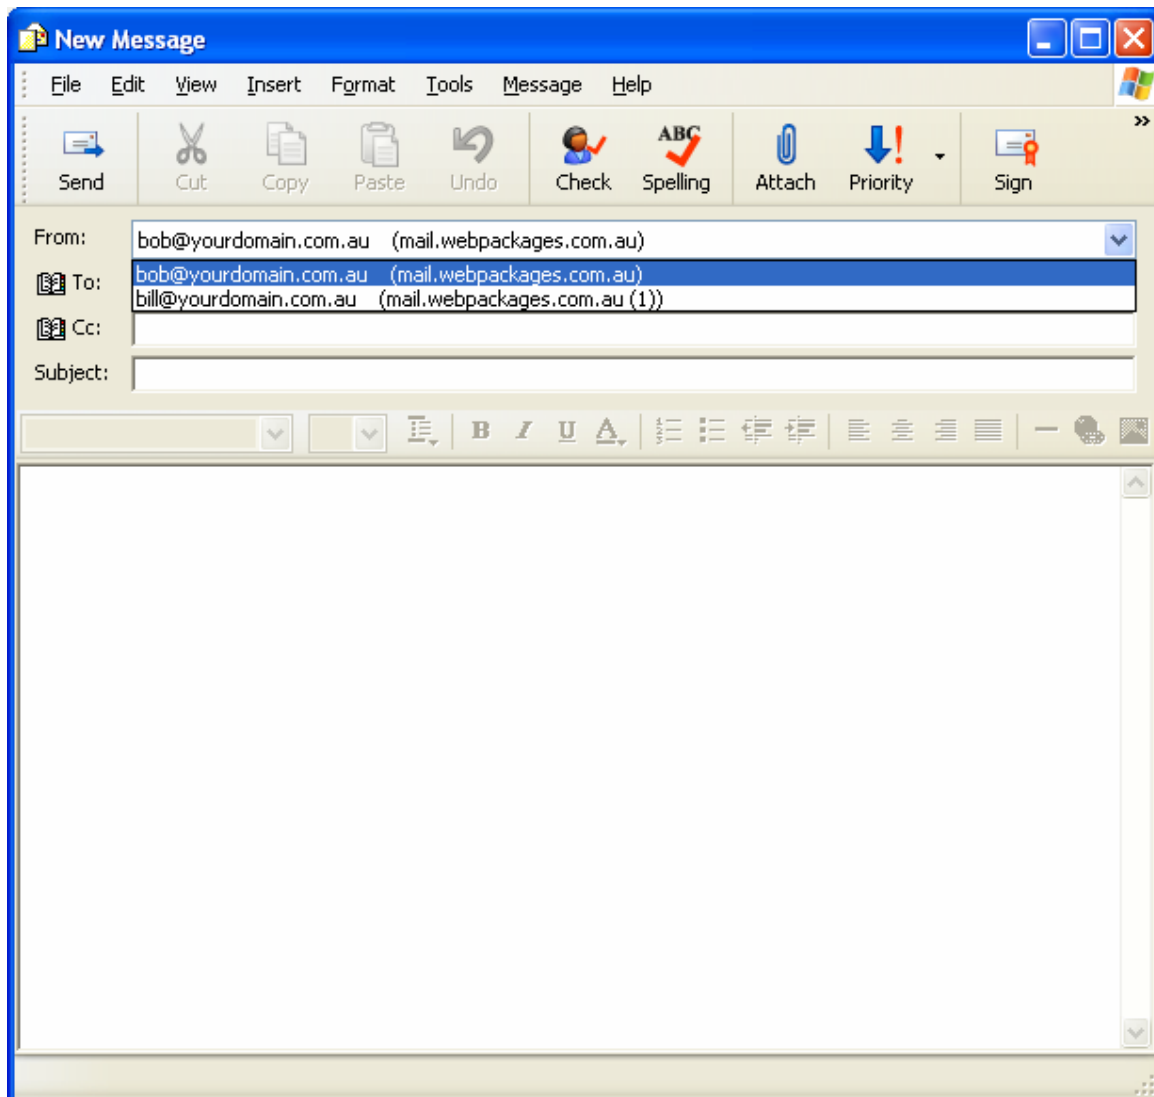 New Message
File Edit View Insert Format Tools Message Help
Send Cut Copy Paste Undo Check ABC Spelling Attach Priority Sign
From: bob@yourdomain.com.au (mail.webpackages.com.au)
bob@yourdomain.com.au (mail.webpackages.com.au)
To:
bill@yourdomain.com.au (mail.webpackages.com.au (1))
Cc:
Subject:
B I U A